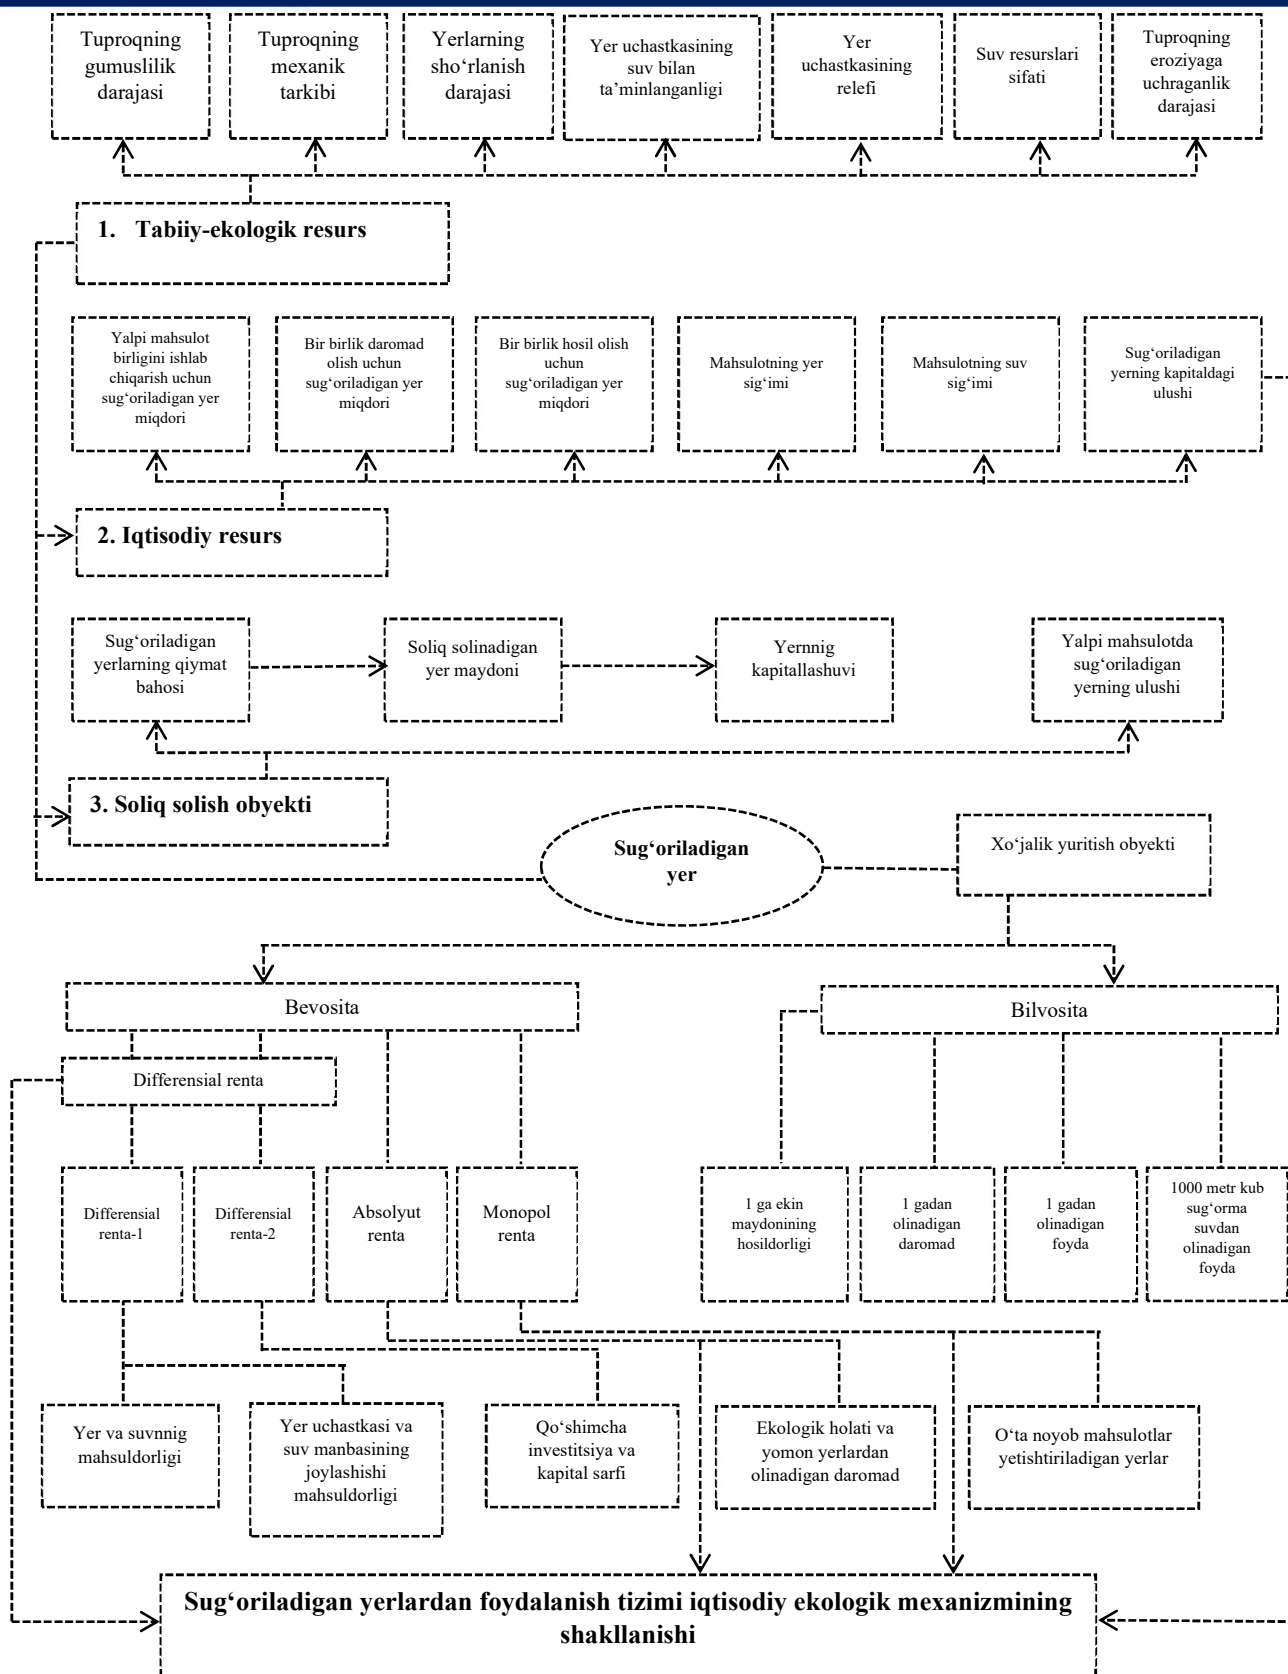 Tuproqning
gumuslilik
darajasi
Tuproqning
mexanik
tarkibi
Yerlarning
sho‘rlanish
darajasi
Yer uchastkasining
suv bilan
ta’minlanganligi
Yer
uchastkasining
relefi
Suv resurslari
sifati
Tuproqning
eroziyaga
uchraganlik
darajasi
1. Tabiiy-ekologik resurs
Yalpi mahsulot
birligini ishlab
chiqarish uchun
sug‘oriladigan yer
miqdori
Bir birlik daromad
olish uchun
sug‘oriladigan yer
miqdori
Bir birlik hosil olish
uchun
sug‘oriladigan yer
miqdori
Mahsulotning yer
sig‘imi
Mahsulotning suv
sig‘imi
Sug‘oriladigan
yerning kapitaldagi
ulushi
2. Iqtisodiy resurs
Sug‘oriladigan
yerlarning qiymat
bahosi
Soliq solinadigan
yer maydoni
Yernnig
kapitallashuvi
Yalpi mahsulotda
sug‘oriladigan
yerning ulushi
3. Soliq solish obyekti
Sug‘oriladigan
yer
Xo‘jalik yuritish obyekti
Bevosita
Bilvosita
Differensial renta
Differensial
renta-1
Differensial
renta-2
Absolyut
renta
Monopol
renta
1 ga ekin
maydonining
hosildorligi
1 gadan
olinadigan
daromad
1 gadan
olinadigan
foyda
1000 metr kub
sug‘orma
suvdan
olinadigan
foyda
Yer va suvnnig
mahsuldorligi
Yer uchastkasi va
suv manbasining
joylashishi
mahsuldorligi
Qo‘shimcha
investitsiya va
kapital sarfi
Ekologik holati va
yomon yerlardan
olinadigan daromad
O‘ta noyob mahsulotlar
yetishtiriladigan yerlar
Sug‘oriladigan yerlardan foydalanish tizimi iqtisodiy ekologik mexanizmining
shakllanishi